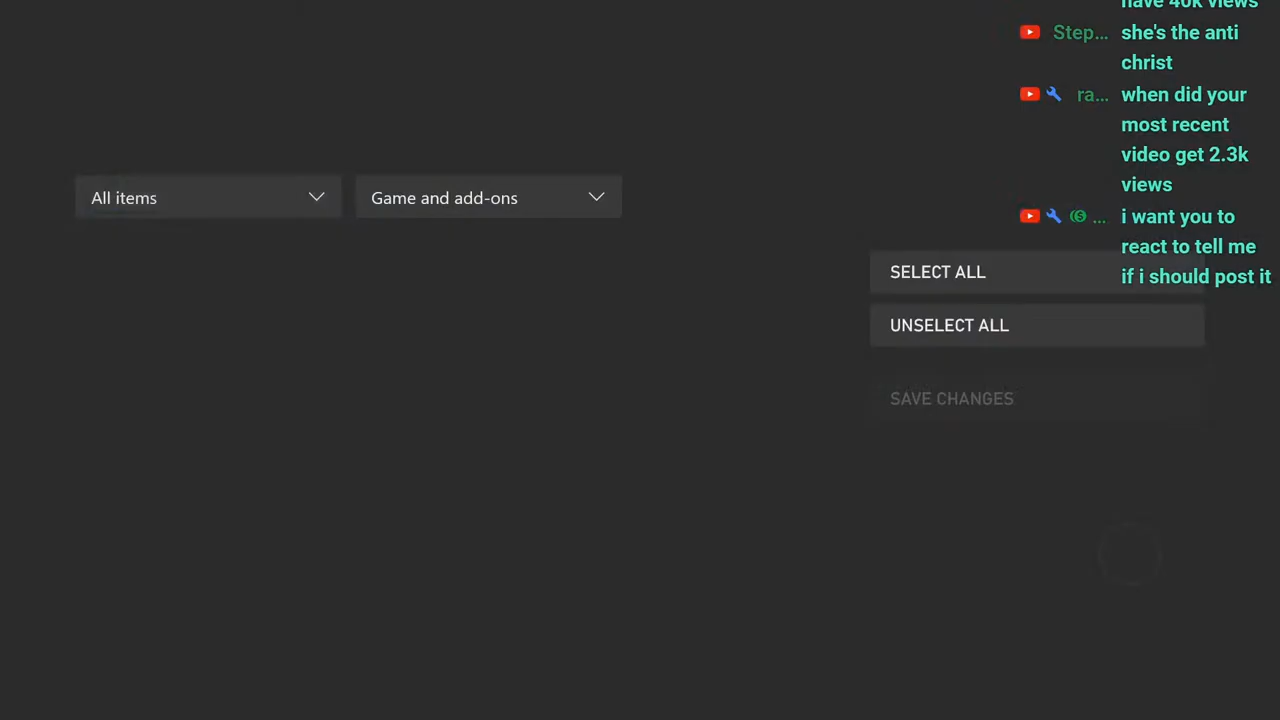 have 40k views
Step... she's the anti
christ
ra... when did your
most recent
video get 2.3k
views
... i want you to
react to tell me
if i should post it
All items
Game and add-ons
SELECT ALL
UNSELECT ALL
SAVE CHANGES